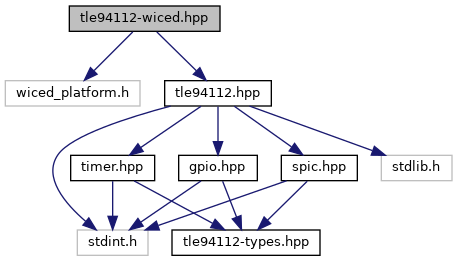 tle94112-wiced.hpp
wiced_platform.h
tle94112.hpp
timer.hpp
gpio.hpp
spic.hpp
stdlib.h
stdint.h
tle94112-types.hpp